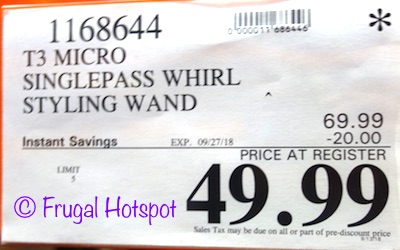 1168644
0000011686446
*
T3 MICRO
SINGLEPASS WHIRL
STYLING WAND
69.99
-20.00
Instant Savings EXP. 09/27/18
PRICE AT REGISTER
LIMIT
5
49.99
© Frugal Hotspot
Sales Tax may be due on all or part of pre-discount price